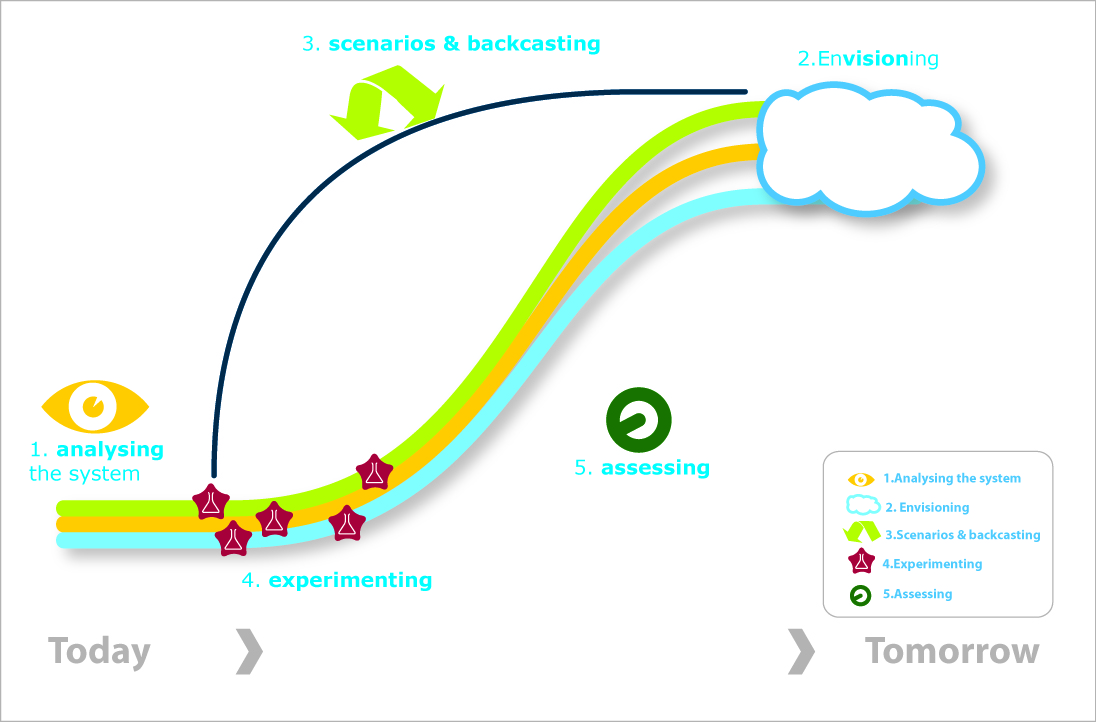 3. scenarios & backcasting
2.Envisioning
1. analysing
the system
5. assessing
4. experimenting
1.Analysing the system
2. Envisioning
3.Scenarios & backcasting
4.Experimenting
5.Assessing
Today
Tomorrow